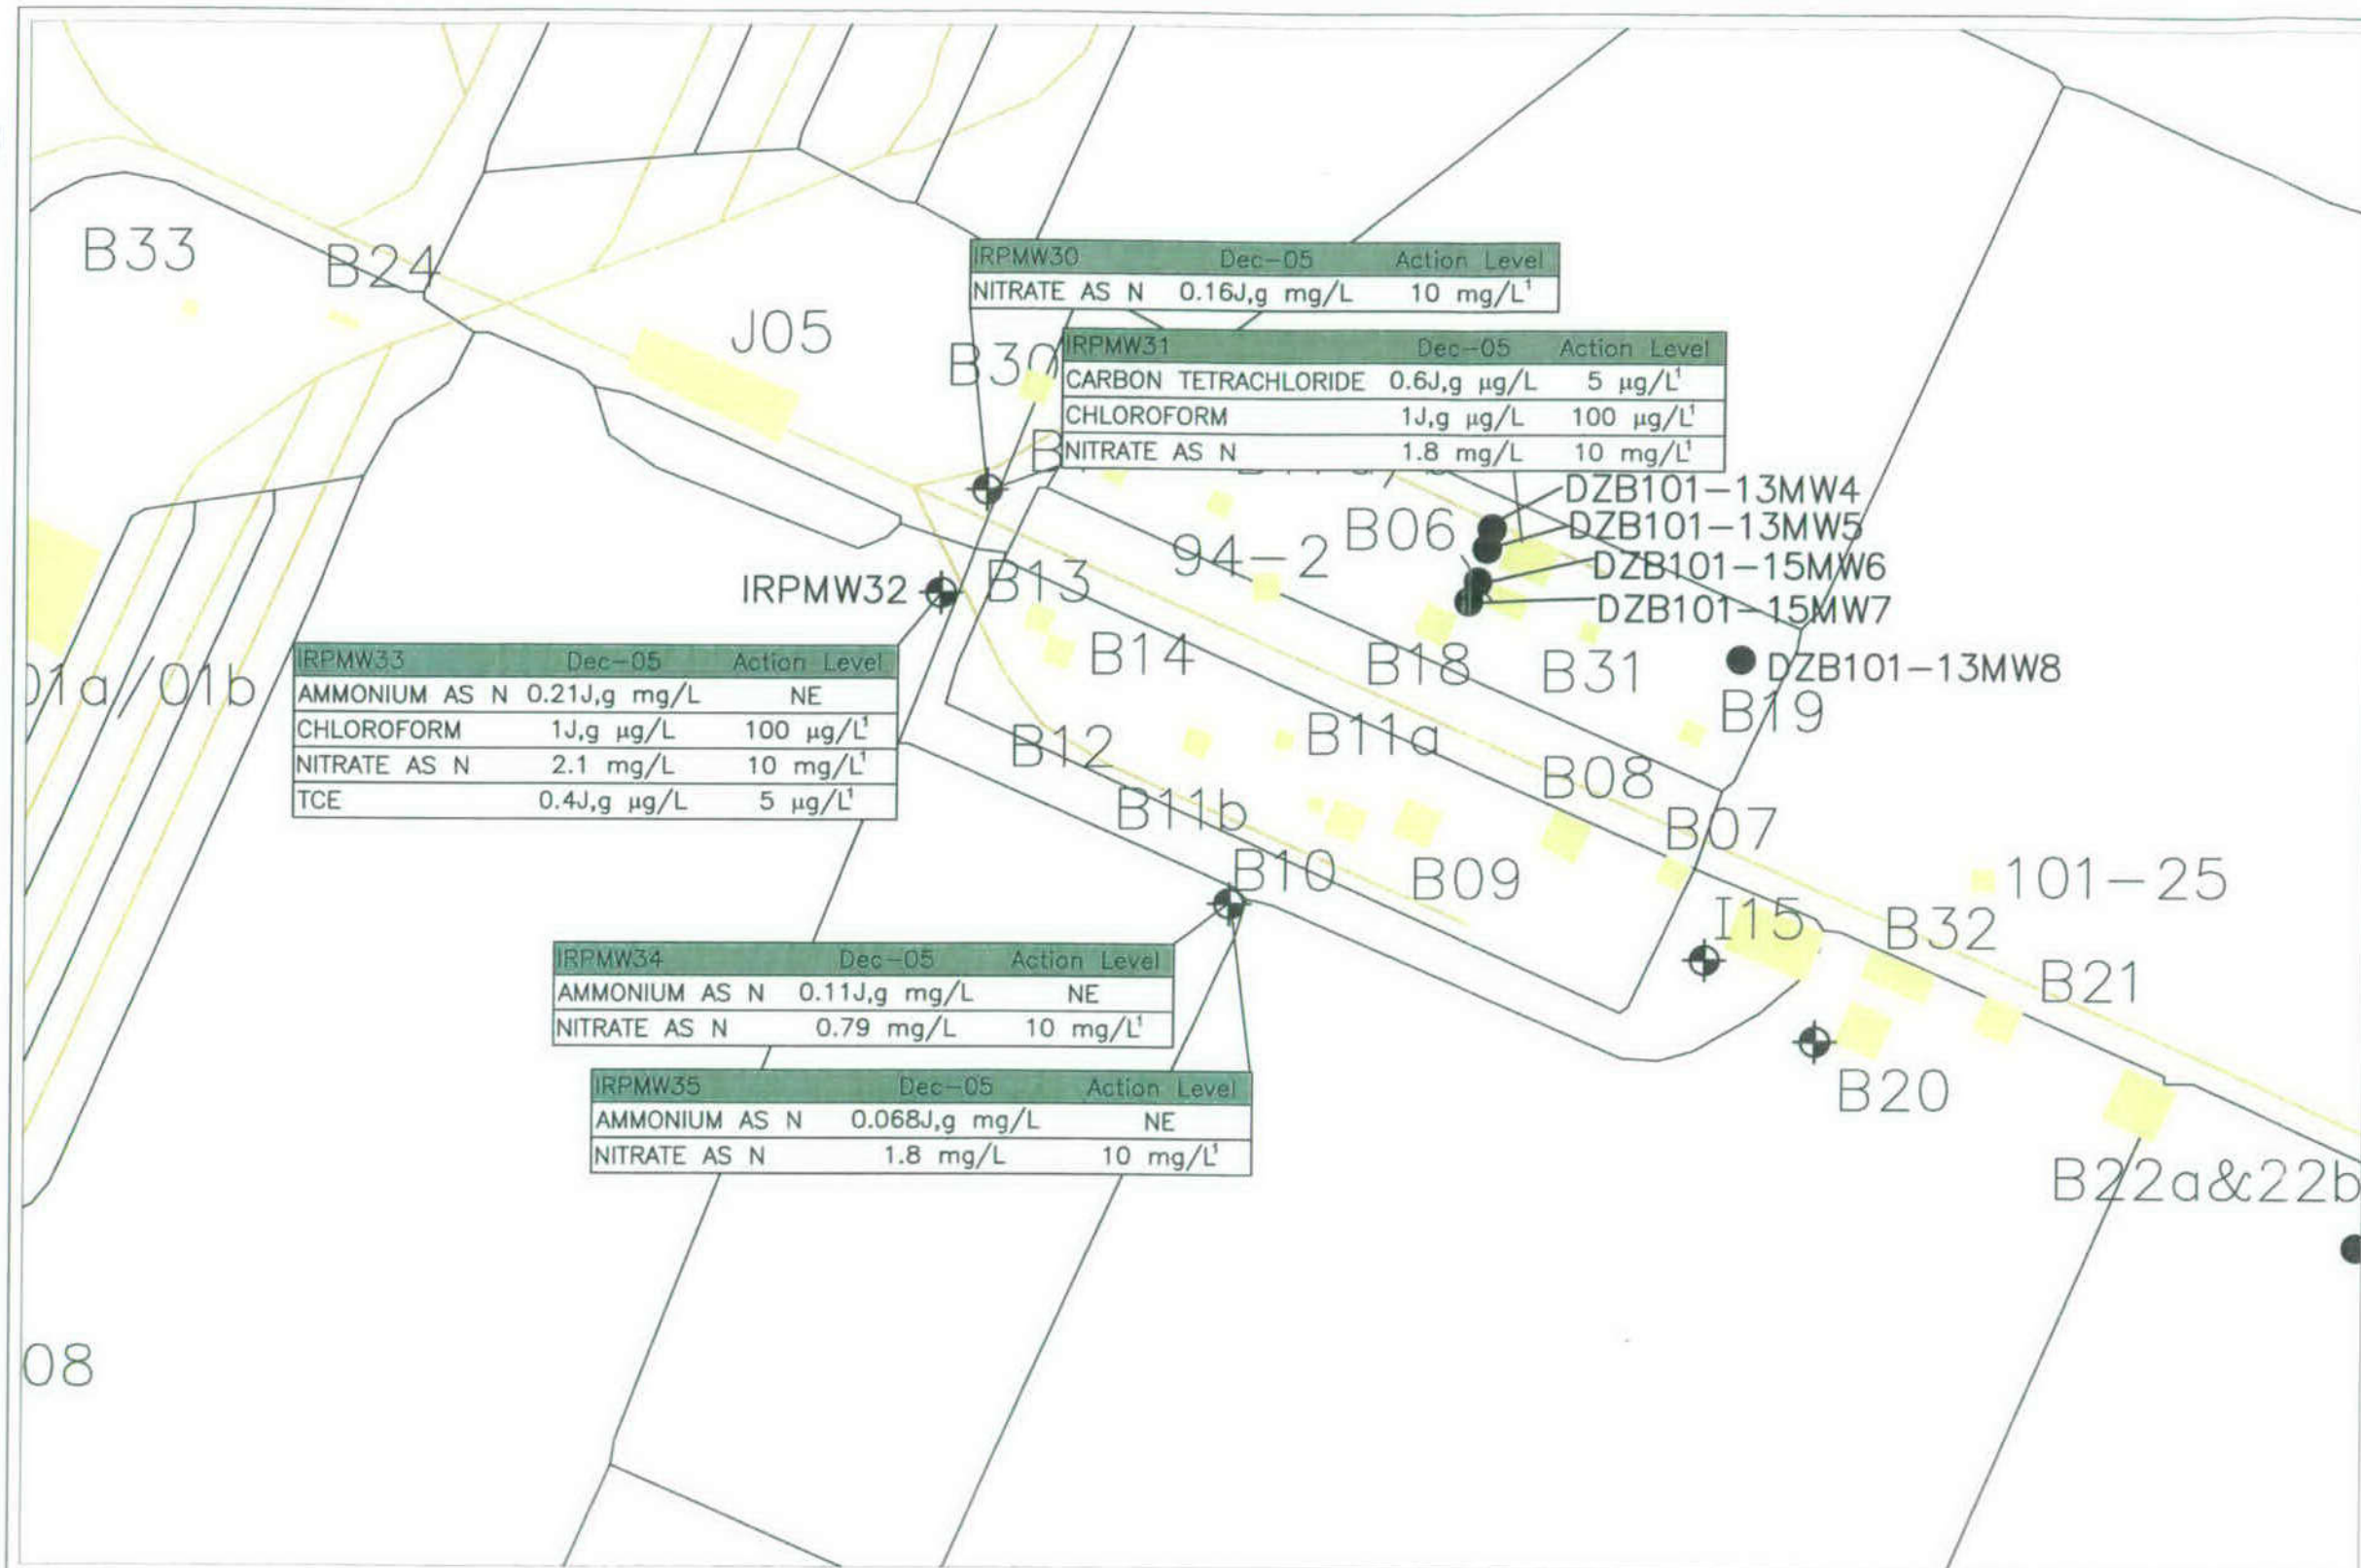 B33
B24
J05
IRPMW30 Dec-05 Action Level
NITRATE AS N 0.16J,g mg/L 10 mg/L¹
B30
IRPMW31 Dec-05 Action Level
CARBON TETRACHLORIDE 0.6J,g µg/L 5 µg/L¹
CHLOROFORM 1J,g µg/L 100 µg/L¹
NITRATE AS N 1.8 mg/L 10 mg/L¹
DZB101-13MW4
DZB101-13MW5
DZB101-15MW6
DZB101-15MW7
DZB101-13MW8
B06
94-2
IRPMW32
B13
B14
B18
B31
B19
01a/01b
IRPMW33 Dec-05 Action Level
AMMONIUM AS N 0.21J,g mg/L NE
CHLOROFORM 1J,g µg/L 100 µg/L¹
NITRATE AS N 2.1 mg/L 10 mg/L¹
TCE 0.4J,g µg/L 5 µg/L¹
B12
B11a
B08
B11b
B07
B10
B09
101-25
I15
B32
B21
B20
B22a&22b
IRPMW34 Dec-05 Action Level
AMMONIUM AS N 0.11J,g mg/L NE
NITRATE AS N 0.79 mg/L 10 mg/L¹
IRPMW35 Dec-05 Action Level
AMMONIUM AS N 0.068J,g mg/L NE
NITRATE AS N 1.8 mg/L 10 mg/L¹
08